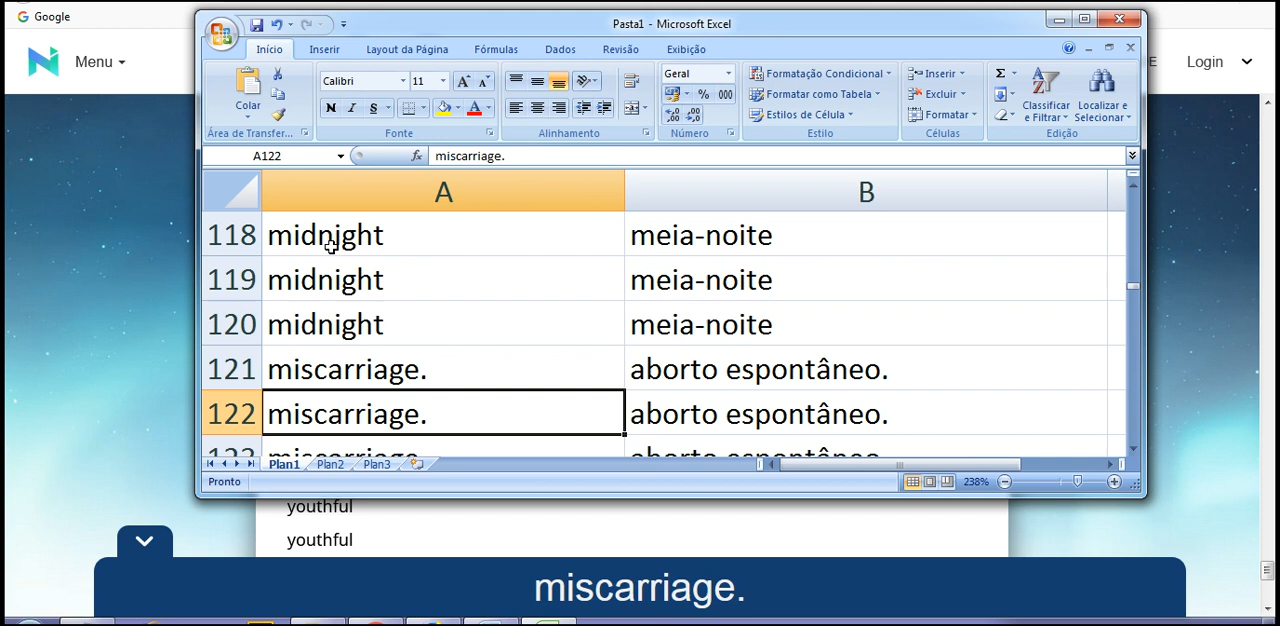 Google
Pasta1 - Microsoft Excel
Menu
E
Login
Início Inserir Layout da Página Fórmulas Dados Revisão Exibição
Colar
Calibri 11
Geral
Formatação Condicional
Formatar como Tabela
Estilos de Célula
Inserir
Excluir
Formatar
Classificar e Filtrar
Localizar e Selecionar
N I S
% 000
Área de Transfer... Fonte Alinhamento Número Estilo Células Edição
A122 fx miscarriage.
A B
118 midnight meia-noite
119 midnight meia-noite
120 midnight meia-noite
121 miscarriage. aborto espontâneo.
122 miscarriage. aborto espontâneo.
Plan1 Plan2 Plan3
Pronto 238%
youthful
youthful
miscarriage.